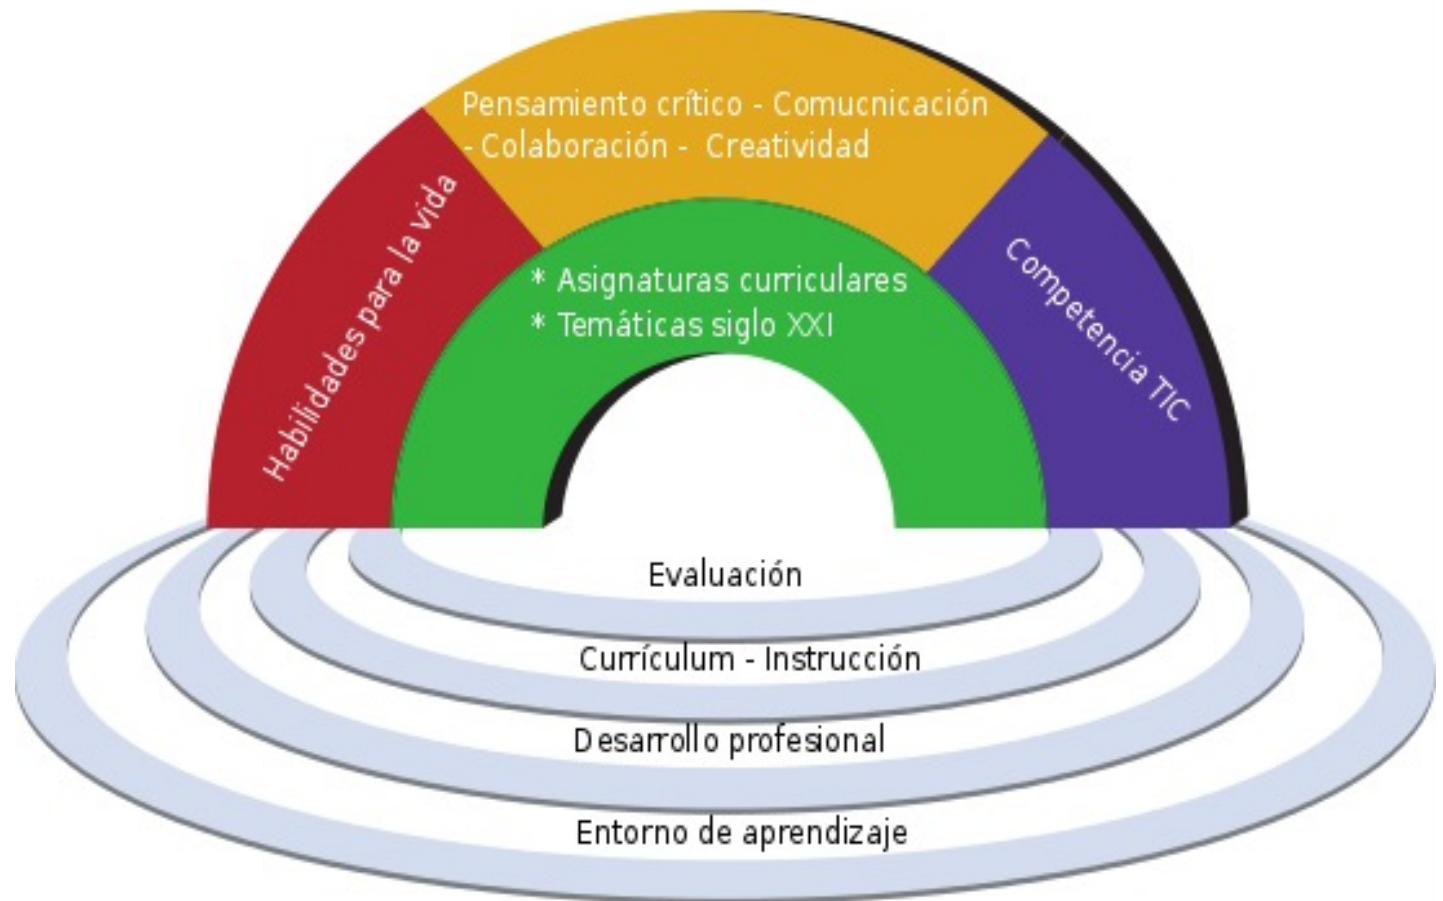 Pensamiento crítico - Comucnicación
- Colaboración -  Creatividad
Habilidades para la vida
Competencia TIC
* Asignaturas curriculares
* Temáticas siglo XXI
Evaluación
Currículum - Instrucción
Desarrollo profesional
Entorno de aprendizaje